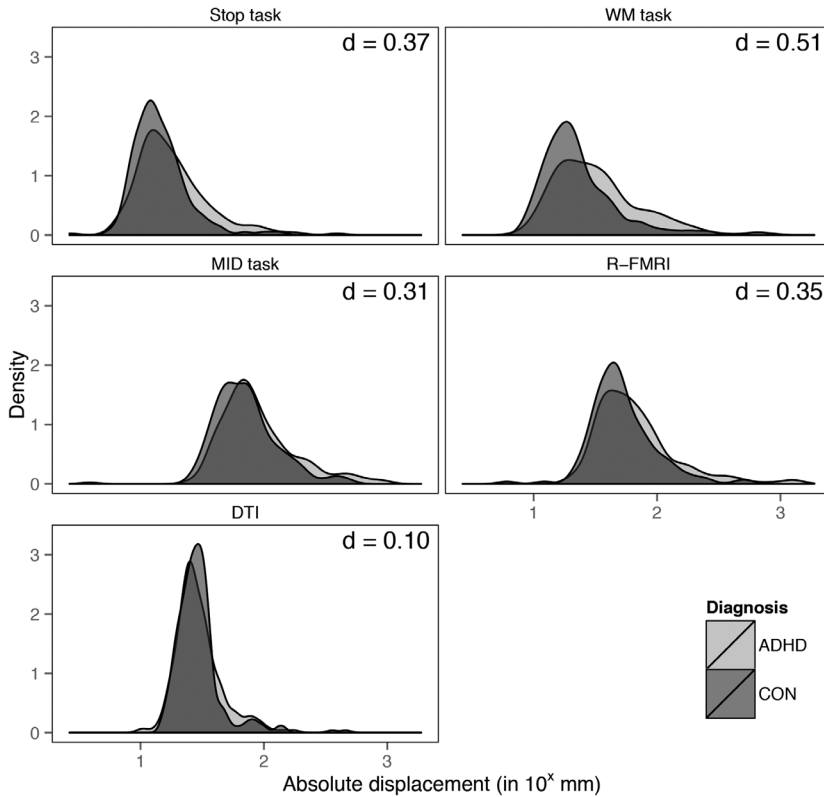 Stop task
WM task
d = 0.37
d = 0.51
3
2
1
0
MID task
R−FMRI
d = 0.31
d = 0.35
3
2
1
0
Density
1 2 3
DTI
d = 0.10
3
2
1
0
1 2 3
Diagnosis
ADHD
CON
Absolute displacement (in 10ˣ mm)